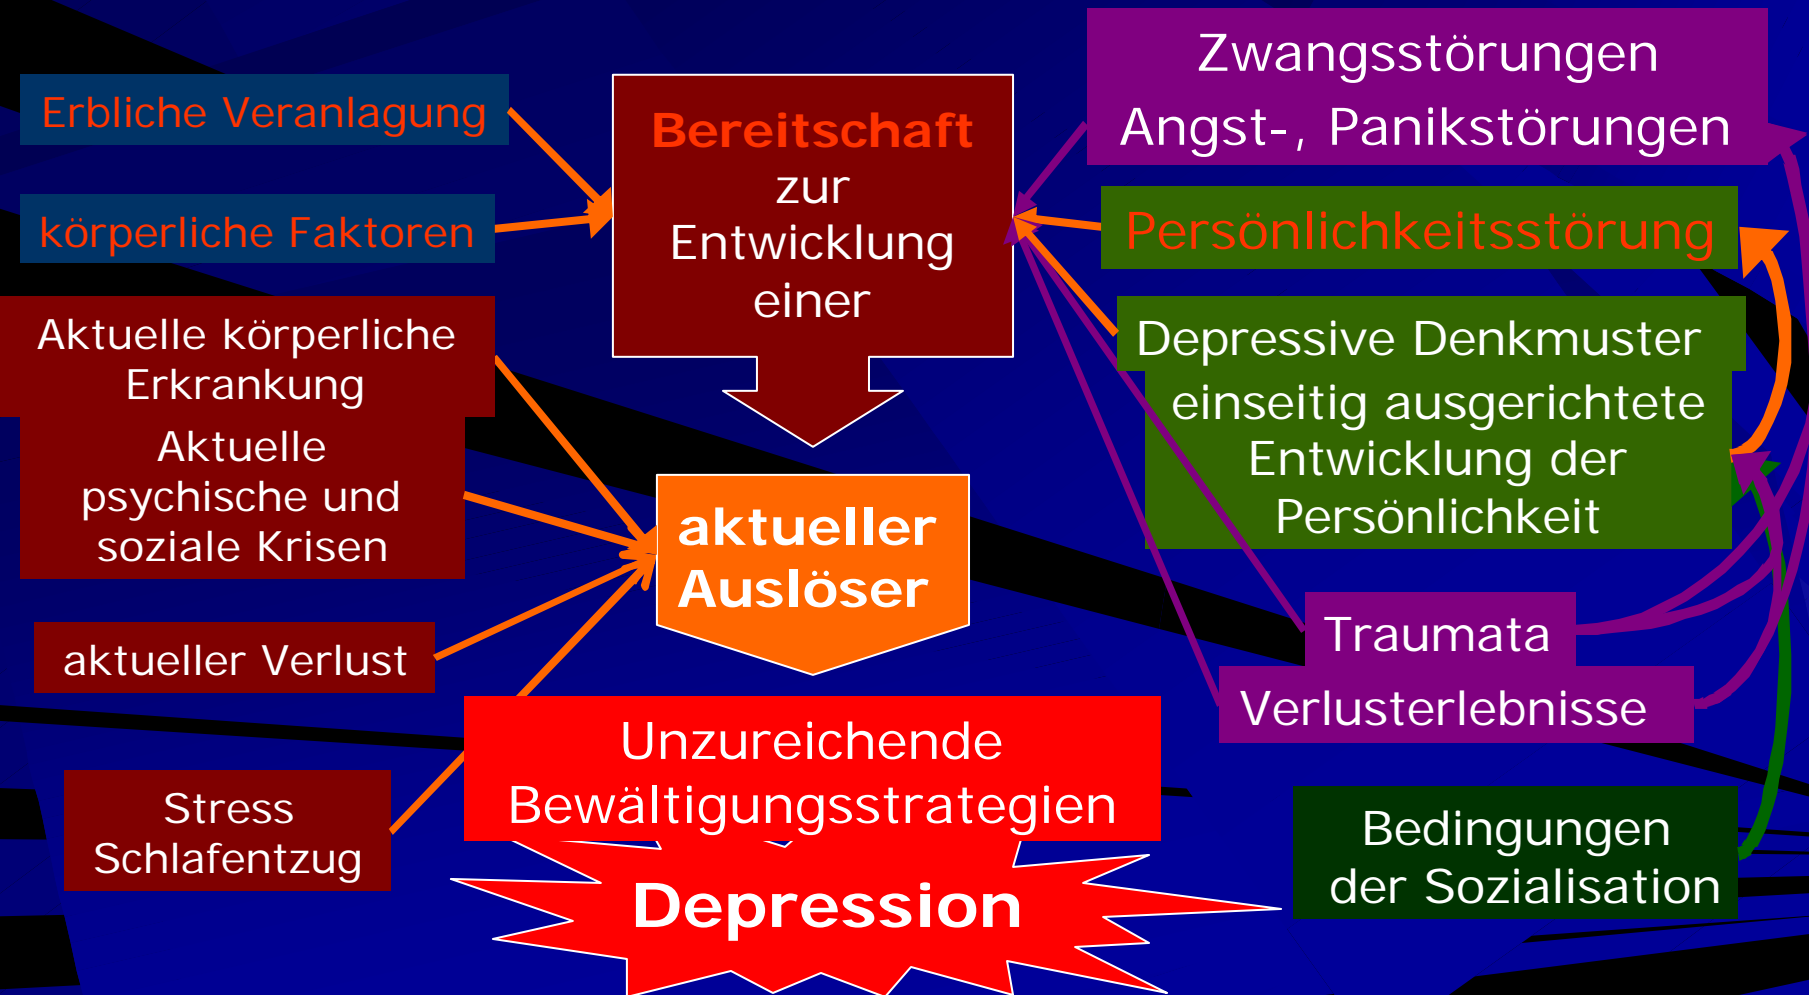 Erbliche Veranlagung
körperliche Faktoren
Aktuelle körperliche
Erkrankung
Aktuelle
psychische und
soziale Krisen
aktueller Verlust
Stress
Schlafentzug
Bereitschaft
zur
Entwicklung
einer
aktueller
Auslöser
Unzureichende
Bewältigungsstrategien
Depression
Zwangsstörungen
Angst-, Panikstörungen
Persönlichkeitsstörung
Depressive Denkmuster
einseitig ausgerichtete
Entwicklung der
Persönlichkeit
Traumata
Verlusterlebnisse
Bedingungen
der Sozialisation